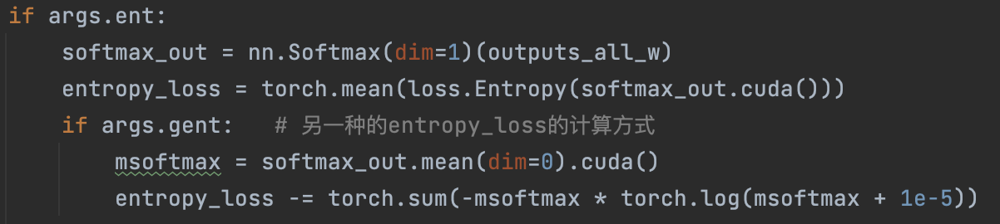 if args.ent:
softmax_out = nn.Softmax(dim=1)(outputs_all_w)
entropy_loss = torch.mean(loss.Entropy(softmax_out.cuda()))
if args.gent:   # 另一种的entropy_loss的计算方式
msoftmax = softmax_out.mean(dim=0).cuda()
entropy_loss -= torch.sum(-msoftmax * torch.log(msoftmax + 1e-5))